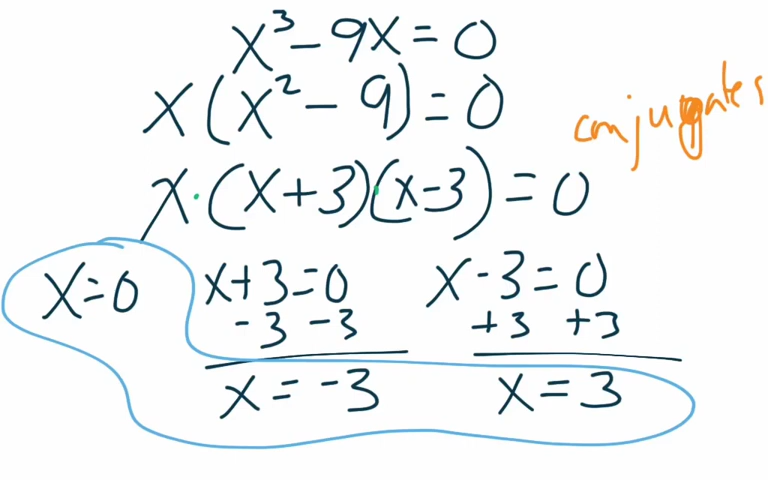 x³ - 9x = 0
x(x² - 9) = 0
conjugates
x·(x+3)(x-3) = 0
x=0 x+3=0 x-3=0
-3 -3 +3 +3
x = -3 x = 3